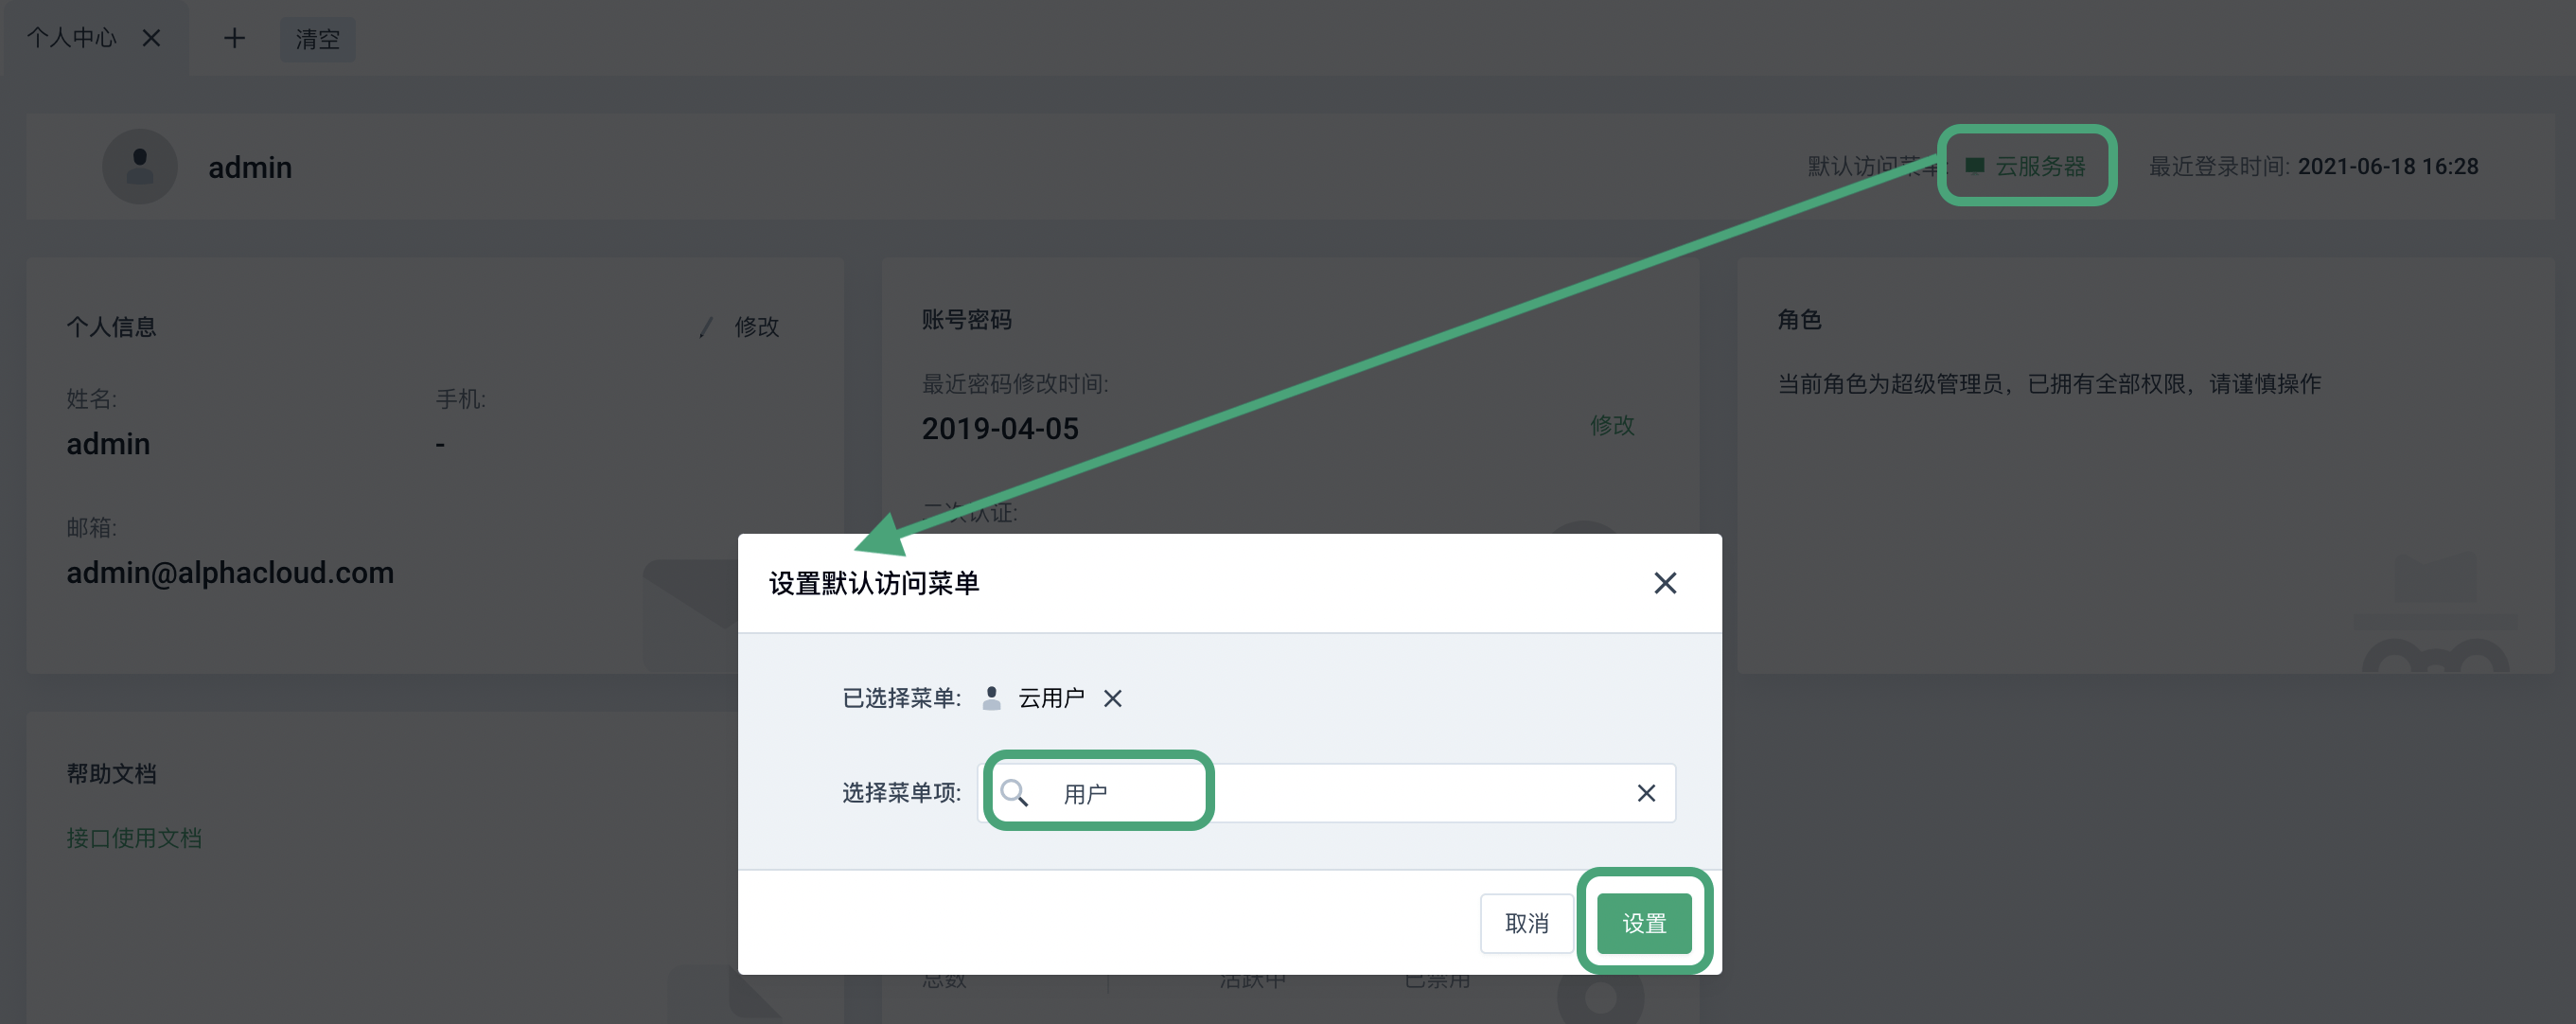 个人中心
清空
admin
默认访问菜单: 云服务器 最近登录时间: 2021-06-18 16:28
个人信息 修改
姓名: 手机:
admin -
邮箱:
admin@alphacloud.com
账号密码
最近密码修改时间:
2019-04-05 修改
二次认证:
角色
当前角色为超级管理员，已拥有全部权限，请谨慎操作
设置默认访问菜单
已选择菜单: 云用户
选择菜单项: 用户
取消 设置
帮助文档
接口使用文档
总数 活跃中 已禁用